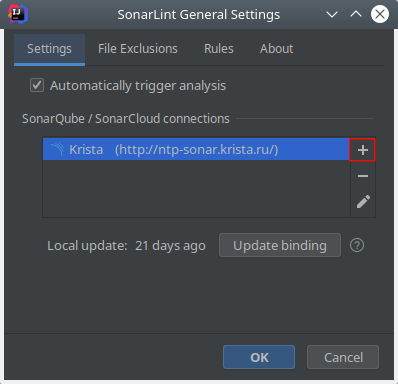 IJ
SonarLint General Settings
Settings File Exclusions Rules About
Automatically trigger analysis
SonarQube / SonarCloud connections
Krista (http://ntp-sonar.krista.ru/)
Local update: 21 days ago Update binding ?
OK Cancel